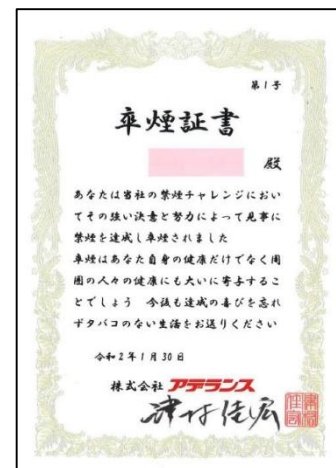 第1号
卒煙証書
殿
あなたは当社の禁煙チャレンジにおい
てその強い決意と努力によって見事に
禁煙を達成し卒煙されました
卒煙はあなた自身の健康だけでなく周
囲の人々の健康にも大いに寄与するこ
とでしょう 今後も達成の喜びを忘れ
ずタバコのない生活をお送りください
令和2年1月30日
株式会社 アデランス
津村佳宏